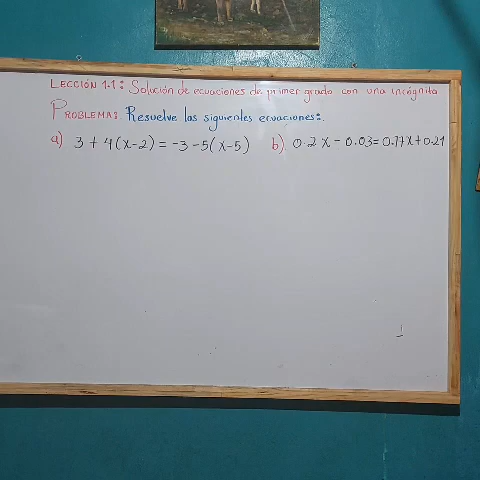 LECCIÓN 1.1: Solución de ecuaciones de primer grado con una incógnita
PROBLEMA: Resuelve las siguientes ecuaciones:.
a) 3 + 4(x-2) = -3 -5(x-5) b) 0.2x - 0.03 = 0.17x + 0.21